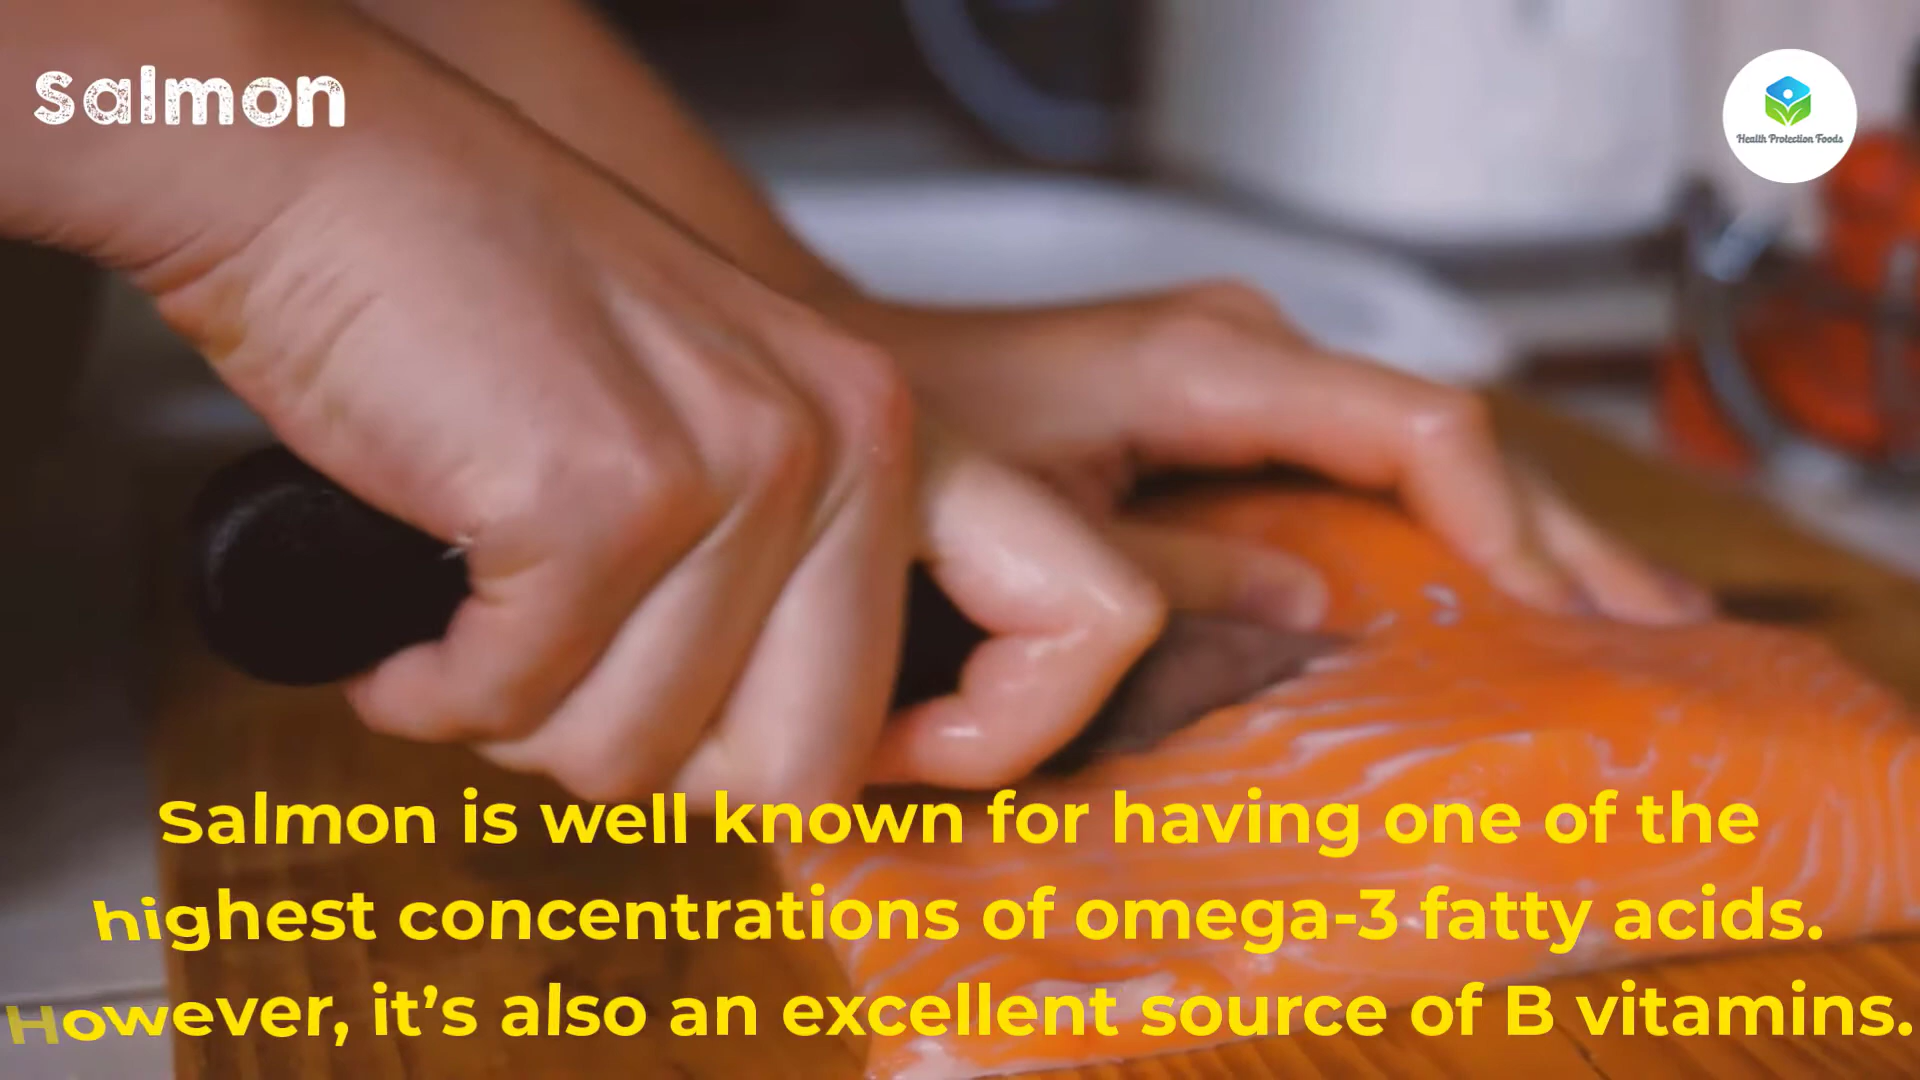 Salmon
Health Protection Foods
Salmon is well known for having one of the
highest concentrations of omega-3 fatty acids.
However, it’s also an excellent source of B vitamins.